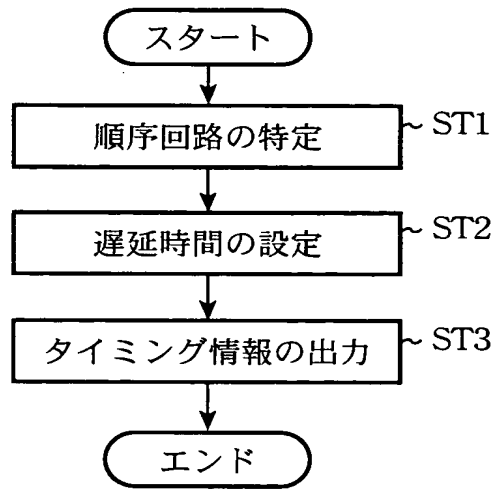 スタート
順序回路の特定 ~ST1
遅延時間の設定 ~ST2
タイミング情報の出力 ~ST3
エンド